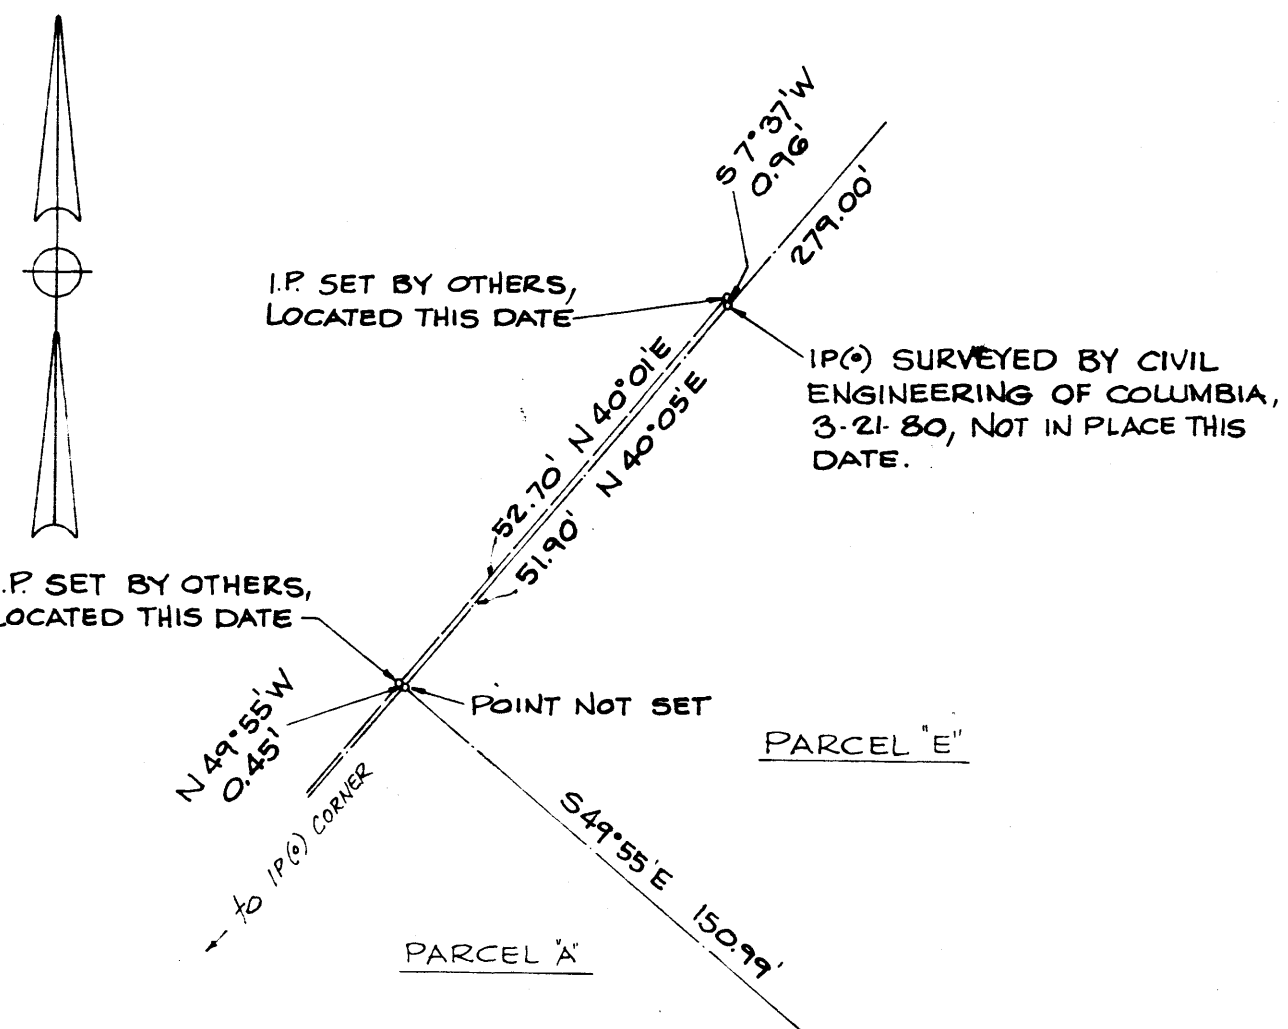 S 7°37'W
0.96'
279.00'
I.P. SET BY OTHERS,
LOCATED THIS DATE
IP(o) SURVEYED BY CIVIL
ENGINEERING OF COLUMBIA,
3-21-80, NOT IN PLACE THIS
DATE.
52.70' N 40°01'E
51.90' N 40°05'E
.P. SET BY OTHERS,
LOCATED THIS DATE
N 49°55'W
0.45'
POINT NOT SET
PARCEL "E"
TO IP(o) CORNER
S49°55'E 150.99'
PARCEL "A"